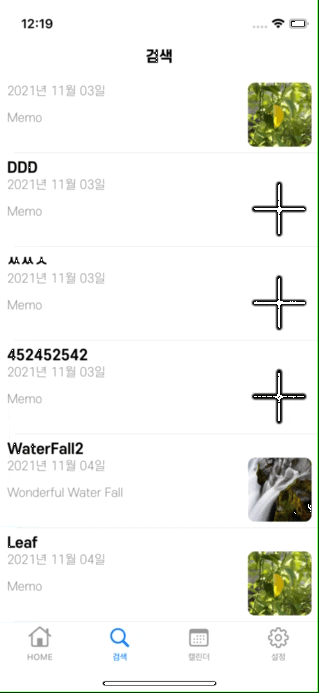 12:19
검색
2021년 11월 03일
Memo
DDD
2021년 11월 03일
Memo
ㅆㅆㅅ
2021년 11월 03일
Memo
452452542
2021년 11월 03일
Memo
WaterFall2
2021년 11월 04일
Wonderful Water Fall
Leaf
2021년 11월 04일
Memo
HOME 검색 캘린더 설정